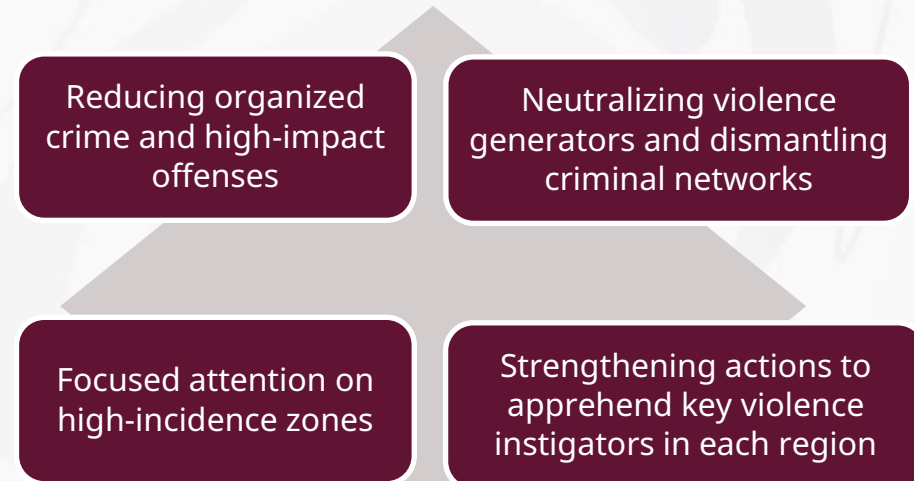 Reducing organized
crime and high-impact
offenses
Neutralizing violence
generators and dismantling
criminal networks
Focused attention on
high-incidence zones
Strengthening actions to
apprehend key violence
instigators in each region